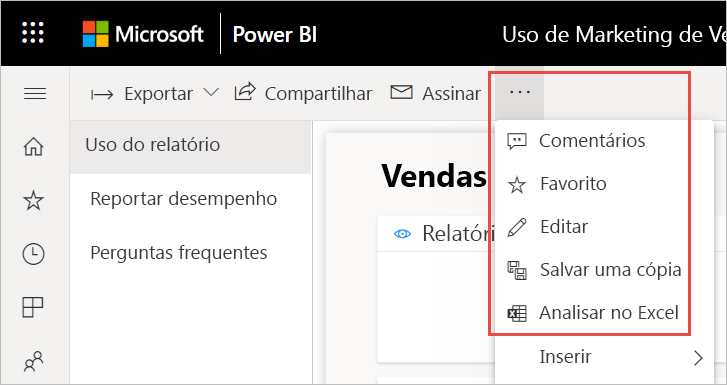 Microsoft Power BI Uso de Marketing de Ve
Exportar Compartilhar Assinar ...
Uso do relatório
Reportar desempenho
Perguntas frequentes
Vendas
Relatóri
Comentários
Favorito
Editar
Salvar uma cópia
Analisar no Excel
Inserir